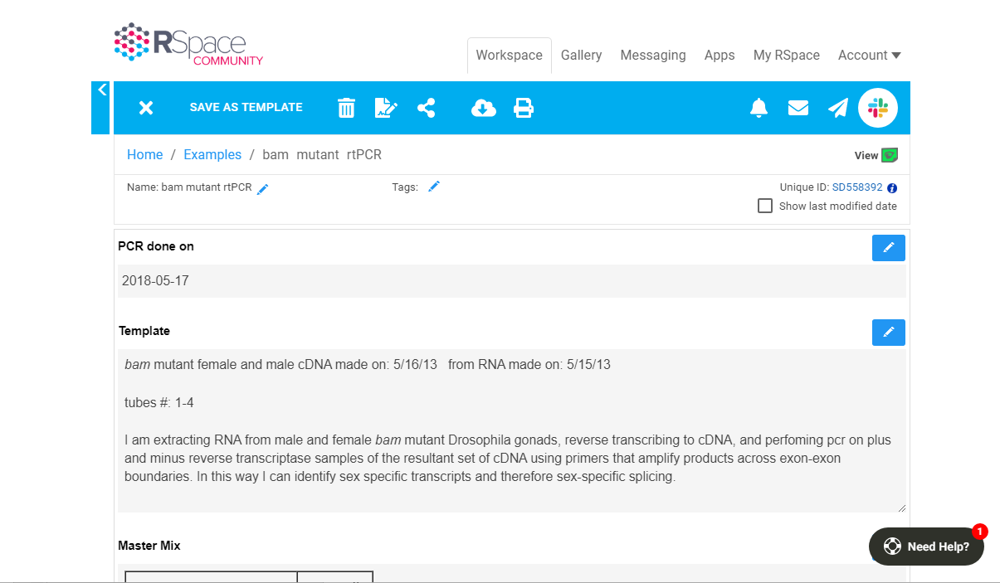 RSpace
COMMUNITY
Workspace Gallery Messaging Apps My RSpace Account
SAVE AS TEMPLATE
Home / Examples / bam mutant rtPCR
View
Name: bam mutant rtPCR
Tags:
Unique ID: SD558392
Show last modified date
PCR done on
2018-05-17
Template
bam mutant female and male cDNA made on: 5/16/13 from RNA made on: 5/15/13
tubes #: 1-4
I am extracting RNA from male and female bam mutant Drosophila gonads, reverse transcribing to cDNA, and perfoming pcr on plus
and minus reverse transcriptase samples of the resultant set of cDNA using primers that amplify products across exon-exon
boundaries. In this way I can identify sex specific transcripts and therefore sex-specific splicing.
Master Mix
1
Need Help?